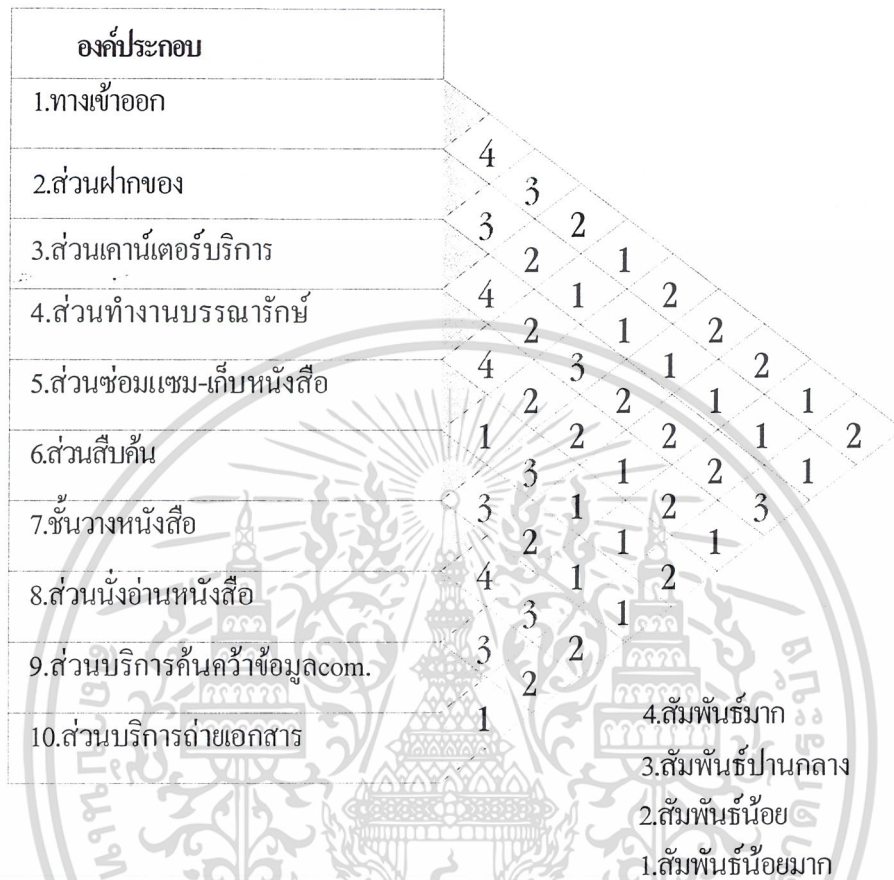 องค์ประกอบ
1.ทางเข้าออก
4
2.ส่วนฝากของ 3
3 2
3.ส่วนเคาน์เตอร์บริการ 2 1
4 1 2
4.ส่วนทำงานบรรณารักษ์ 2 1 2
4 3 1 2
5.ส่วนซ่อมแซม-เก็บหนังสือ 2 2 1 1
1 2 2 1 2
6.ส่วนสืบค้น 3 1 2 1
3 1 2 3
7.ชั้นวางหนังสือ 2 1 1
4 1 2
8.ส่วนนั่งอ่านหนังสือ 3 1
3 2
9.ส่วนบริการค้นคว้าข้อมูลcom. 2
1
10.ส่วนบริการถ่ายเอกสาร
4.สัมพันธ์มาก
3.สัมพันธ์ปานกลาง
2.สัมพันธ์น้อย
1.สัมพันธ์น้อยมาก